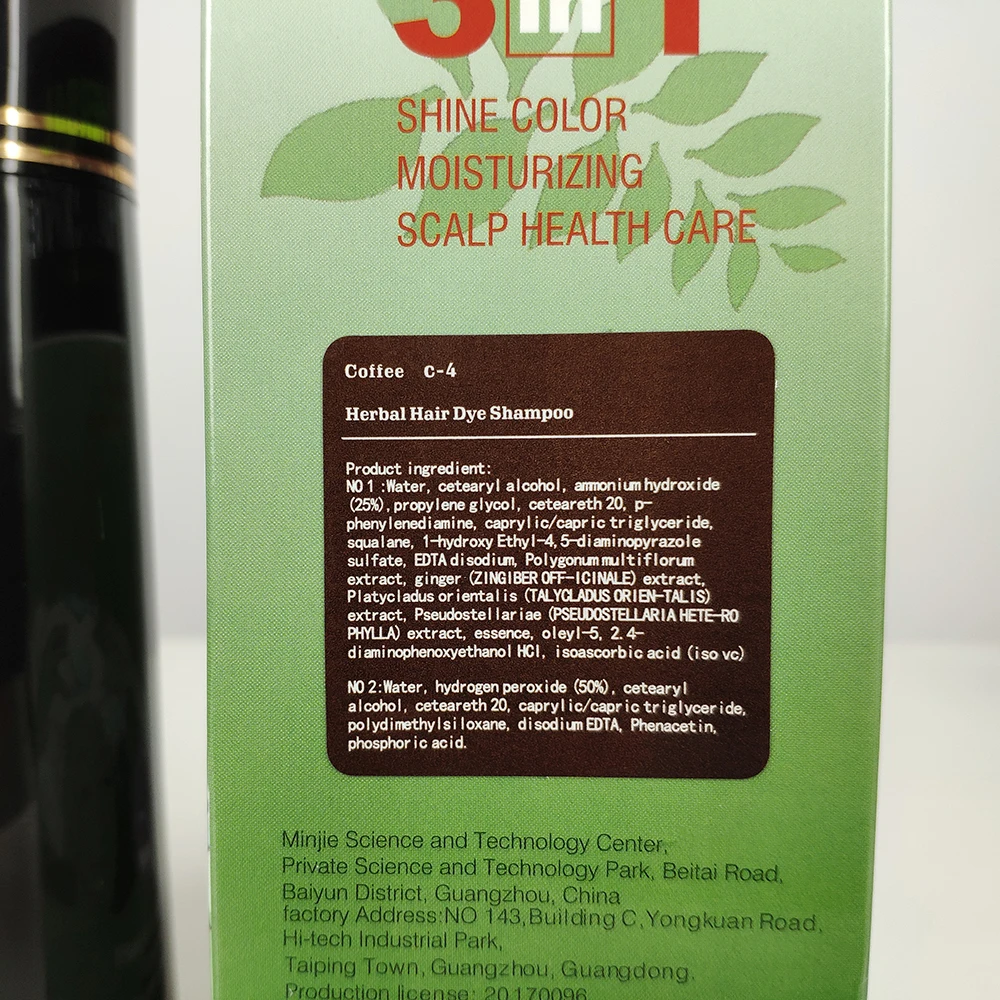 3 in 1
SHINE COLOR
MOISTURIZING
SCALP HEALTH CARE
Coffee C-4
Herbal Hair Dye Shampoo
Product ingredient:
NO 1 :Water, cetearyl alcohol, ammonium hydroxide
(25%), propylene glycol, ceteareth 20, p-
phenylenediamine, caprylic/capric triglyceride,
squalane, 1-hydroxy Ethyl-4,5-diaminopyrazole
sulfate, EDTA disodium, Polygonum multiflorum
extract, ginger (ZINGIBER OFF-ICINALE) extract,
Platycladus orientalis (TALYCLADUS ORIEN-TALIS)
extract, Pseudostellariae (PSEUDOSTELLARIA HETE-RO
PHYLLA) extract, essence, oleyl-5, 2.4-
diaminophenoxyethanol HCl, isoascorbic acid (iso vc)
NO 2:Water, hydrogen peroxide (50%), cetearyl
alcohol, ceteareth 20, caprylic/capric triglyceride,
polydimethylsiloxane, disodium EDTA, Phenacetin,
phosphoric acid.
Minjie Science and Technology Center,
Private Science and Technology Park, Beitai Road,
Baiyun District, Guangzhou, China
factory Address:NO 143,Building C,Yongkuan Road,
Hi-tech Industrial Park,
Taiping Town, Guangzhou, Guangdong.
Production license: 20170096